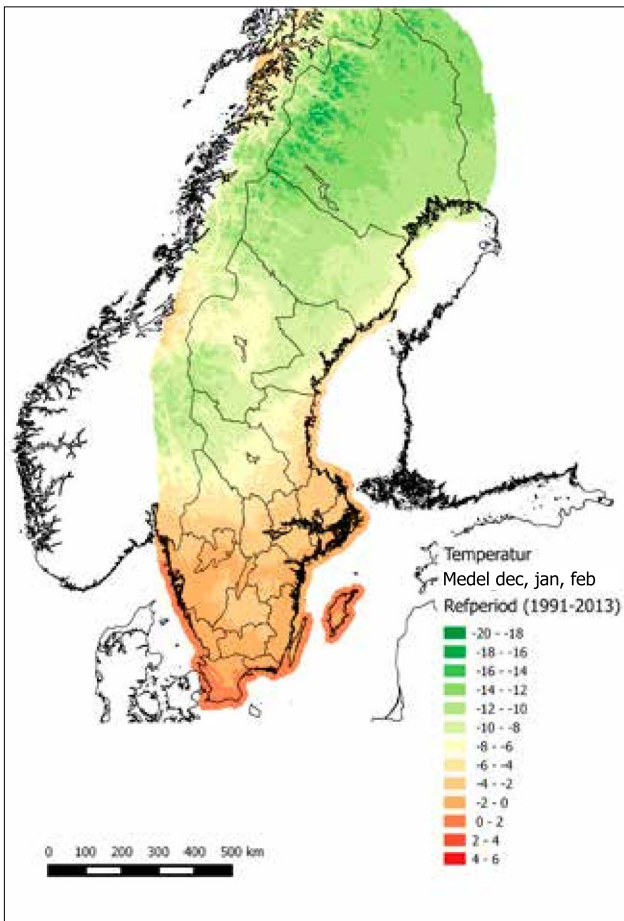 Temperatur
Medel dec, jan, feb
Refperiod (1991-2013)
-20 - -18
-18 - -16
-16 - -14
-14 - -12
-12 - -10
-10 - -8
-8 - -6
-6 - -4
-4 - -2
-2 - 0
0 - 2
2 - 4
4 - 6
0 100 200 300 400 500 km